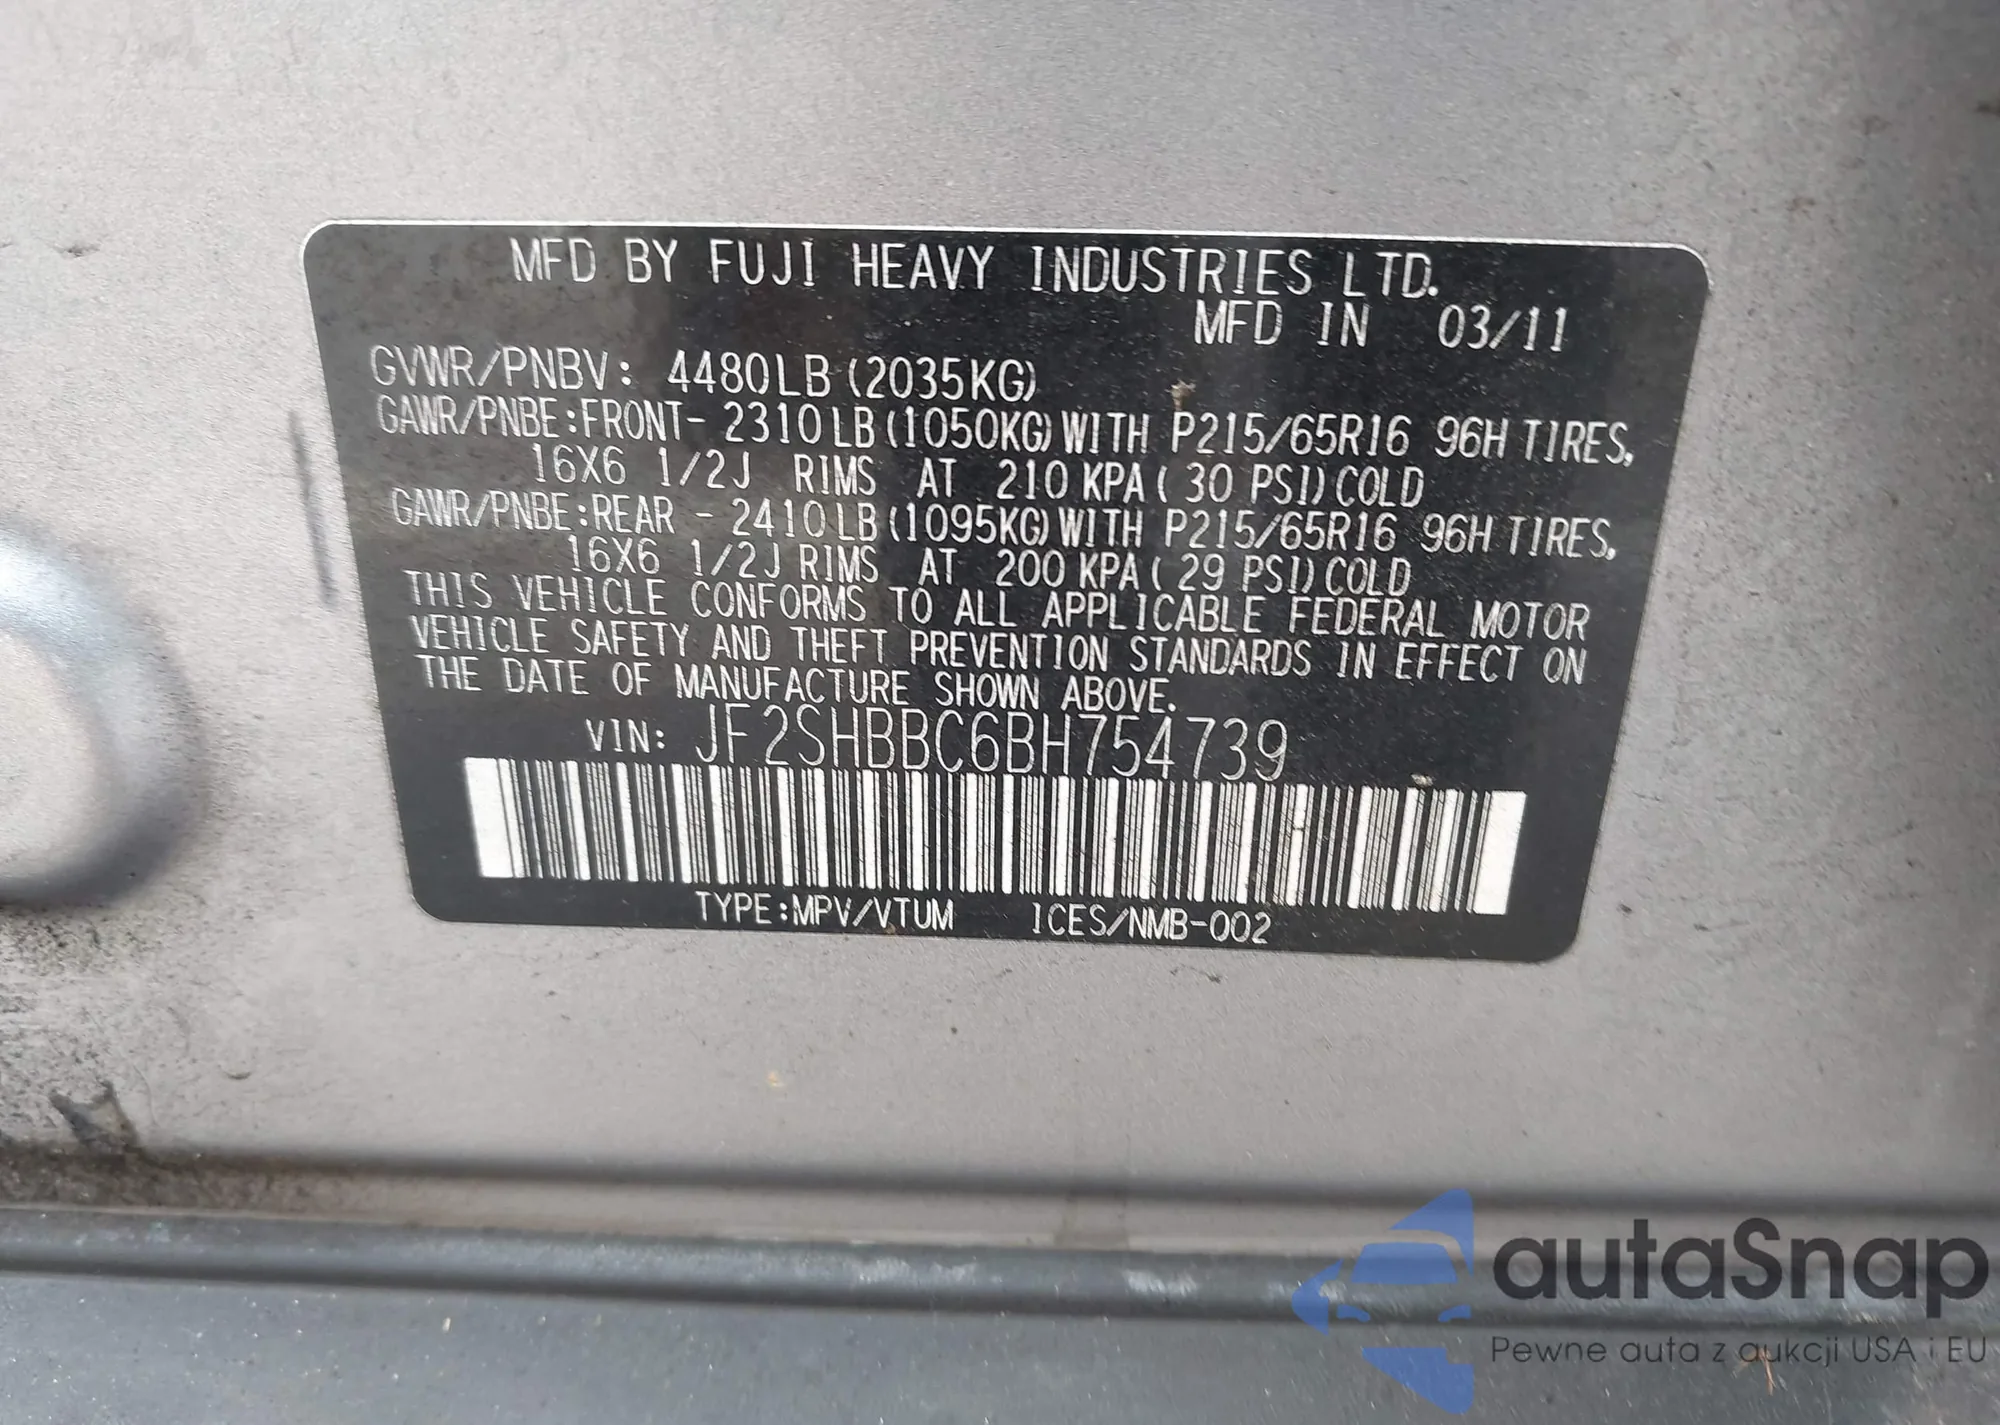 MFD BY FUJI HEAVY INDUSTRIES LTD.
MFD IN 03/11
GVWR/PNBV: 4480LB (2035KG)
GAWR/PNBE:FRONT- 2310LB (1050KG) WITH P215/65R16 96H TIRES,
16X6 1/2J RIMS AT 210 KPA ( 30 PSI) COLD
GAWR/PNBE:REAR - 2410LB (1095KG) WITH P215/65R16 96H TIRES,
16X6 1/2J RIMS AT 200 KPA ( 29 PSI) COLD
THIS VEHICLE CONFORMS TO ALL APPLICABLE FEDERAL MOTOR
VEHICLE SAFETY AND THEFT PREVENTION STANDARDS IN EFFECT ON
THE DATE OF MANUFACTURE SHOWN ABOVE.
VIN: JF2SHBBC6BH754739
TYPE:MPV/VTUM ICES/NMB-002
autaSnap
Pewne auta z aukcji USA i EU